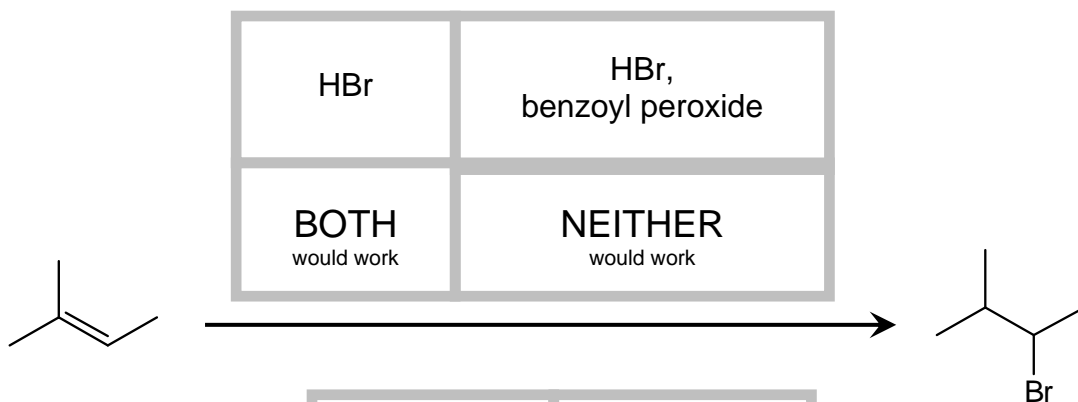 HBr
HBr,
benzoyl peroxide
BOTH
would work
NEITHER
would work
Br